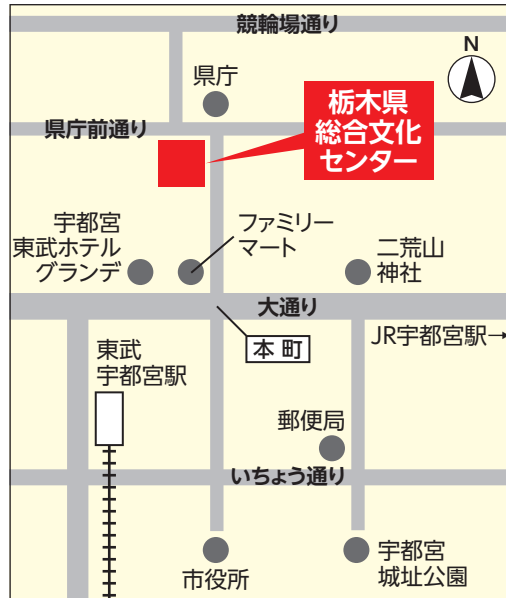 競輪場通り
N
県庁
県庁前通り
栃木県
総合文化
センター
宇都宮
東武ホテル
グランデ
ファミリー
マート
二荒山
神社
大通り
本町
JR宇都宮駅→
東武
宇都宮駅
郵便局
いちょう通り
市役所
宇都宮
城址公園